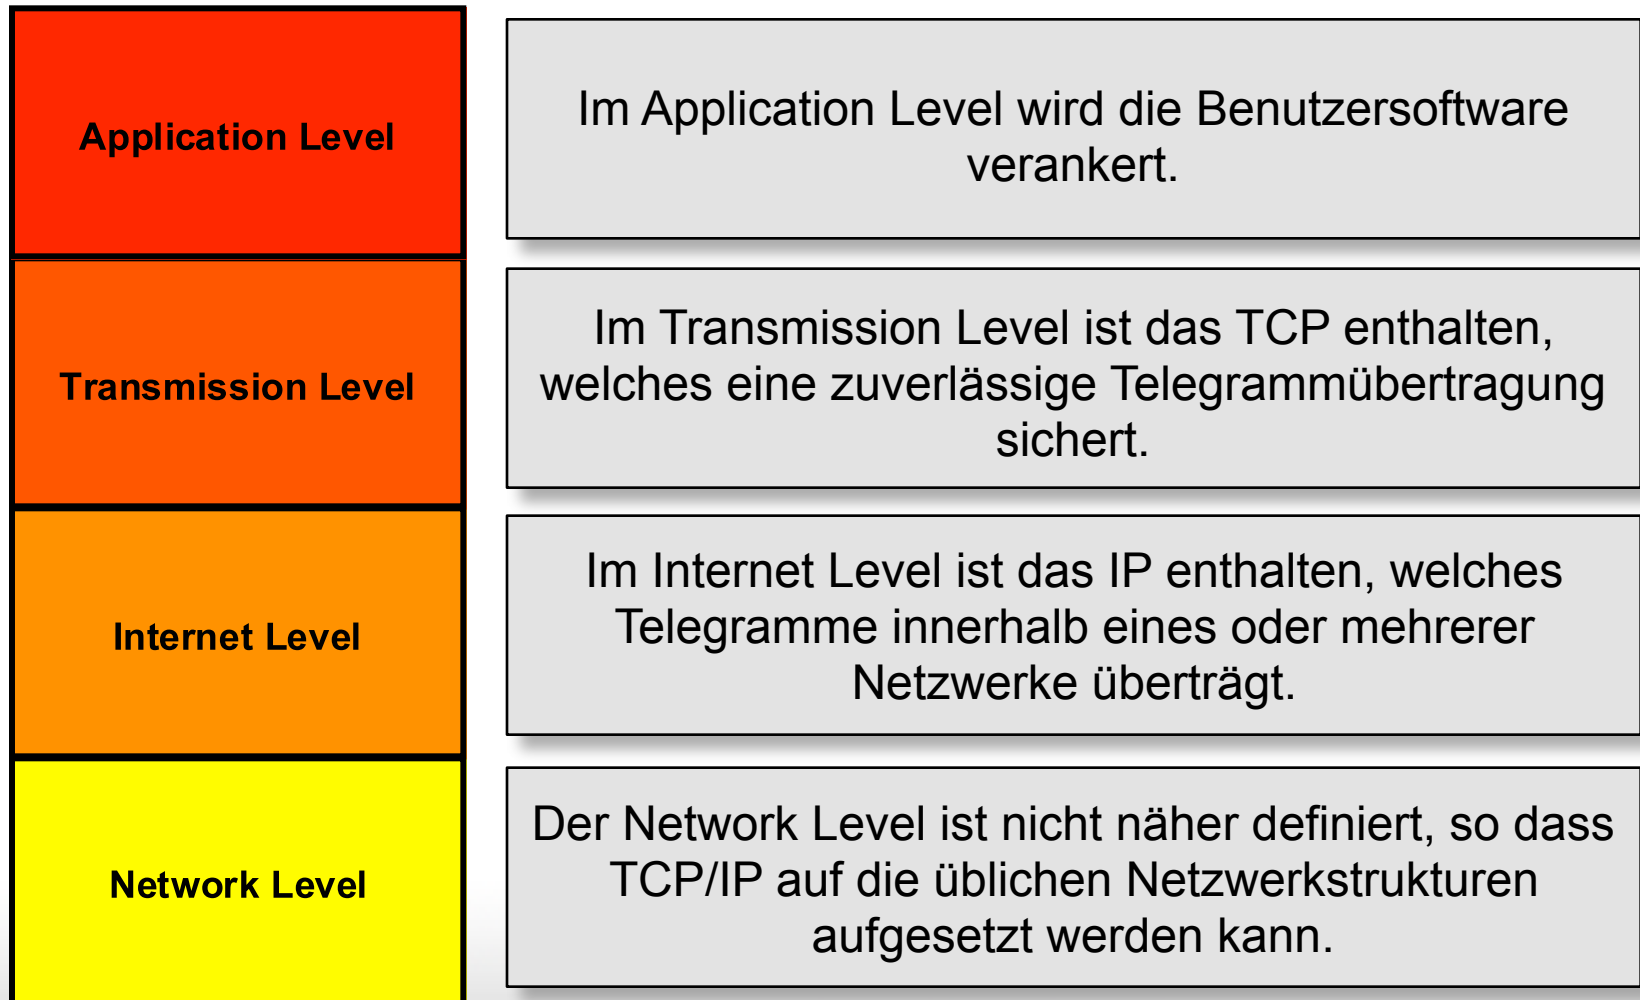 Application Level
Im Application Level wird die Benutzersoftware
verankert.
Transmission Level
Im Transmission Level ist das TCP enthalten,
welches eine zuverlässige Telegrammübertragung
sichert.
Internet Level
Im Internet Level ist das IP enthalten, welches
Telegramme innerhalb eines oder mehrerer
Netzwerke überträgt.
Network Level
Der Network Level ist nicht näher definiert, so dass
TCP/IP auf die üblichen Netzwerkstrukturen
aufgesetzt werden kann.